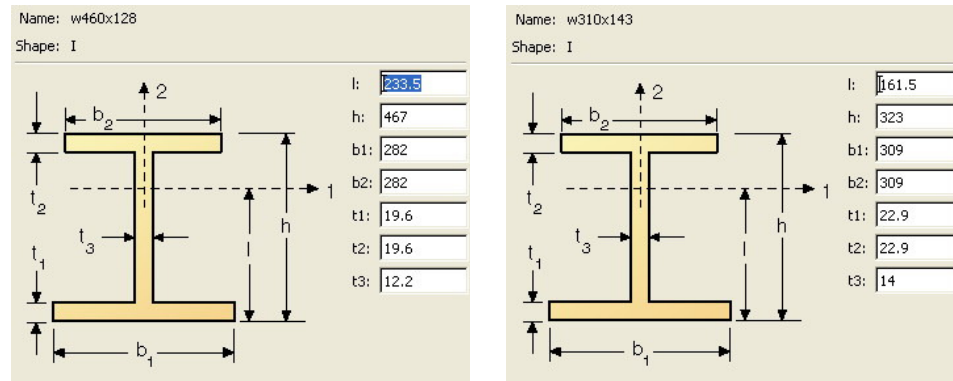 Name: w460x128
Shape: I
2
b2
1
t2
t3
h
l
t1
b1
l: 233.5
h: 467
b1: 282
b2: 282
t1: 19.6
t2: 19.6
t3: 12.2
Name: w310x143
Shape: I
2
b2
1
t2
t3
h
l
t1
b1
l: 161.5
h: 323
b1: 309
b2: 309
t1: 22.9
t2: 22.9
t3: 14